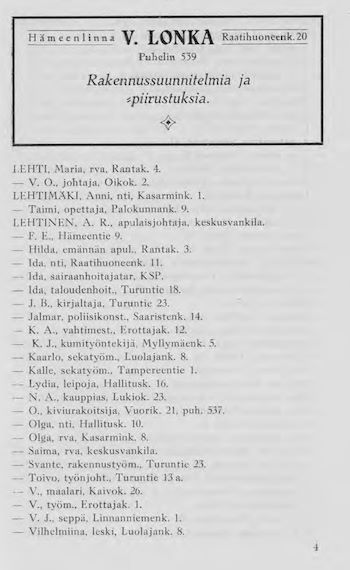 Hämeenlinna V. LONKA Raatihuoneenk. 20
Puhelin 539
Rakennussuunnitelmia ja
-piirustuksia.
LEHTI, Maria, rva, Rantak. 4.
— V. O., johtaja, Oikok. 2.
LEHTIMÄKI, Anni, nti, Kasarmink. 1.
— Taimi, opettaja, Palokunnank. 9.
LEHTINEN, A. R., apulaisjohtaja, keskusvankila.
— F. E., Hämeentie 9.
— Hilda, emännän apul., Rantak. 3.
— Ida, nti, Raatihuoneenk. 11.
— Ida, sairaanhoitajatar, KSP.
— Ida, taloudenhoit., Turuntie 18.
— J. B., kirjaltaja, Turuntie 23.
— Jalmar, poliisikonst., Saaristenk. 14.
— K. A., vahtimest., Erottajak. 12.
— K. J., kumityöntekijä, Myllymäenk. 5.
— Kaarlo, sekatyöm., Luolajank. 8.
— Kalle, sekatyöm., Tampereentie 1.
— Lydia, leipoja, Hallitusk. 16.
— N. A., kauppias, Lukiok. 23.
— O., kiviurakoitsija, Vuorik. 21, puh. 537.
— Olga, nti, Hallitusk. 10.
— Olga, rva, Kasarmink. 8.
— Saima, rva, keskusvankila.
— Svante, rakennustyöm., Turuntie 23.
— Toivo, työnjoht., Turuntie 13 a.
— V., maalari, Kaivok. 26.
— V., työm., Erottajak. 1.
— V. J., seppä, Linnanniemenk. 1.
— Vilhelmiina, leski, Luolajank. 8.
4